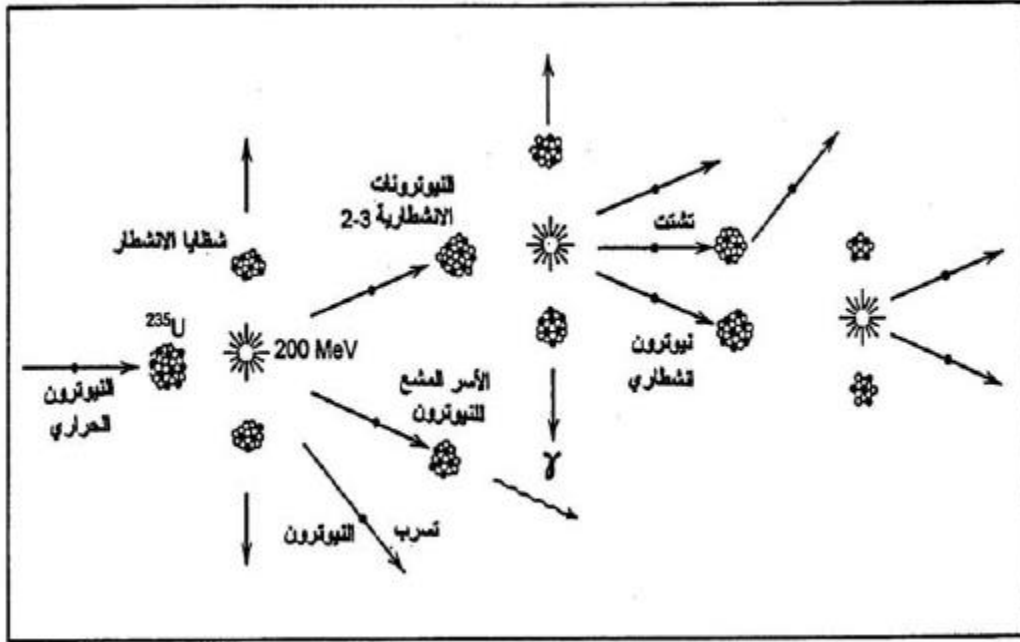 النيوترونات
الانشطارية 2-3
شظايا الانشطار
تشتت
²³⁵U
200 MeV
النيوترون
الحراري
الأسر المشع
للنيوترون
نيوترون
انشطاري
γ
تسرب
النيوترون